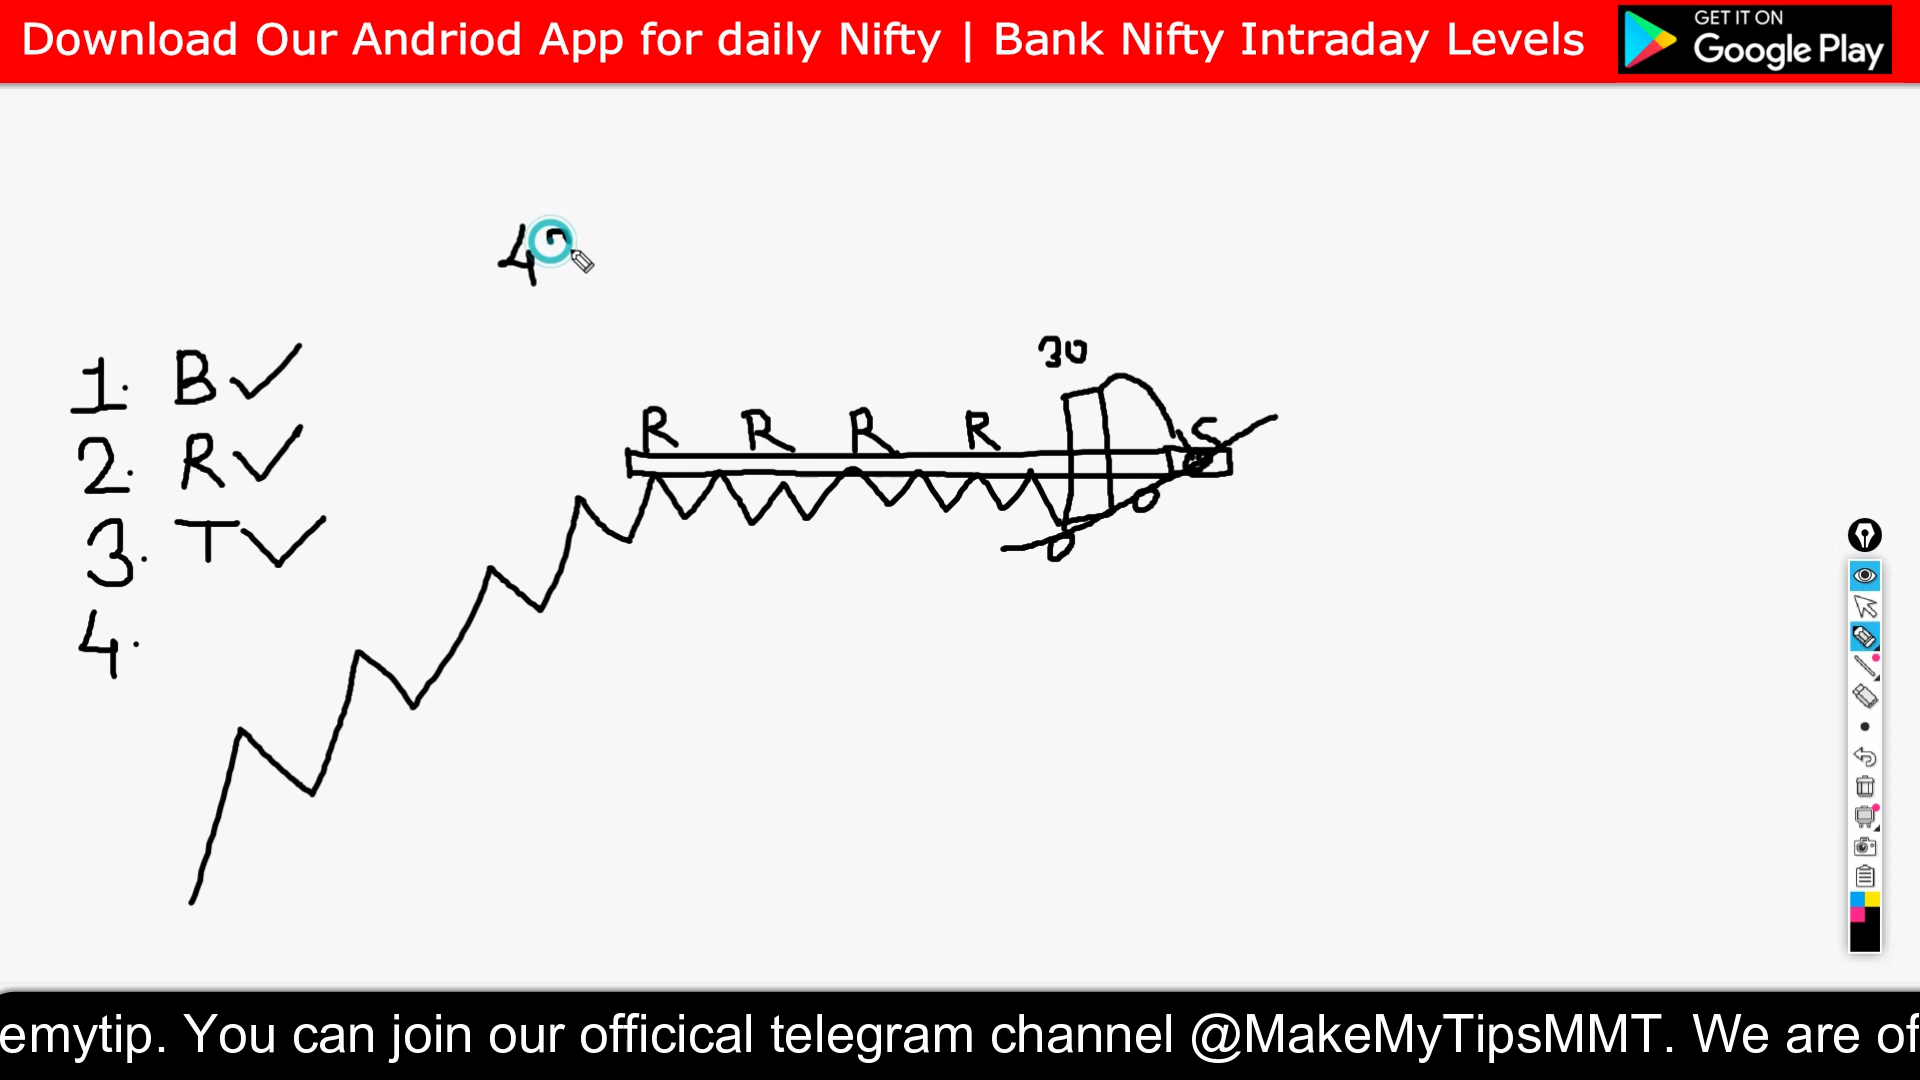 Download Our Andriod App for daily Nifty | Bank Nifty Intraday Levels
GET IT ON
Google Play
4
30
1. B
2. R
3. T
4.
R R R R S
emytip. You can join our officical telegram channel @MakeMyTipsMMT. We are of